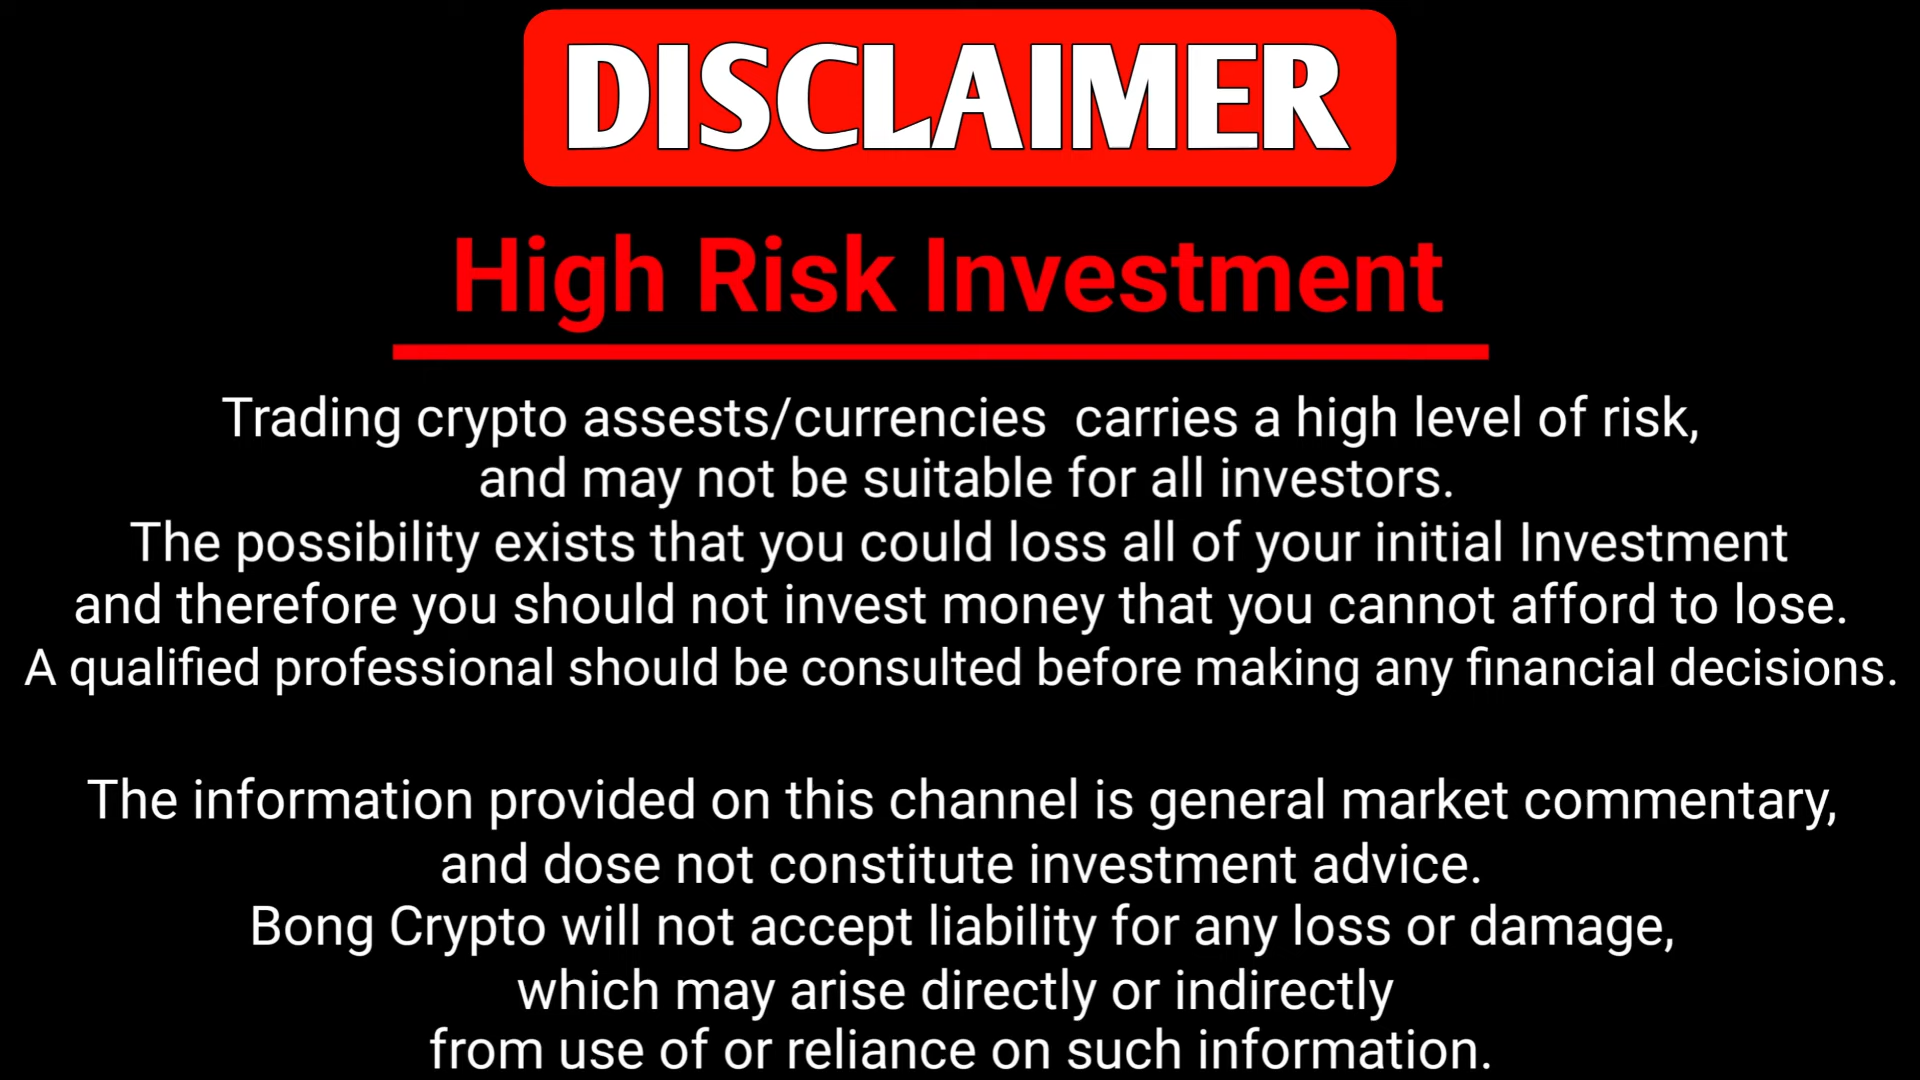 DISCLAIMER
High Risk Investment
Trading crypto assests/currencies carries a high level of risk,
and may not be suitable for all investors.
The possibility exists that you could loss all of your initial Investment
and therefore you should not invest money that you cannot afford to lose.
A qualified professional should be consulted before making any financial decisions.
The information provided on this channel is general market commentary,
and dose not constitute investment advice.
Bong Crypto will not accept liability for any loss or damage,
which may arise directly or indirectly
from use of or reliance on such information.